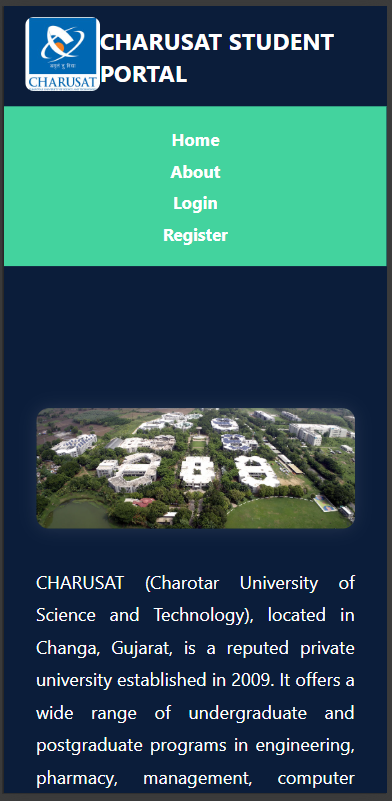 CHARUSAT
CHARUSAT STUDENT
PORTAL
Home
About
Login
Register
CHARUSAT (Charotar University of
Science and Technology), located in
Changa, Gujarat, is a reputed private
university established in 2009. It offers a
wide range of undergraduate and
postgraduate programs in engineering,
pharmacy, management, computer